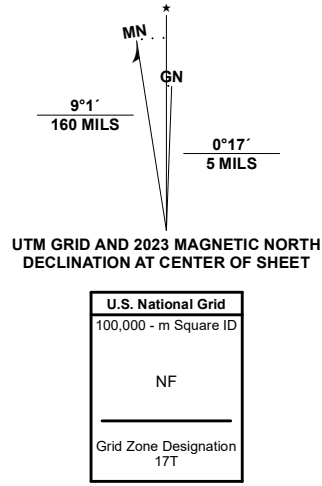 ★
MN
GN
9°1´
160 MILS
0°17´
5 MILS
UTM GRID AND 2023 MAGNETIC NORTH
DECLINATION AT CENTER OF SHEET
U.S. National Grid
100,000 - m Square ID
NF
Grid Zone Designation
17T